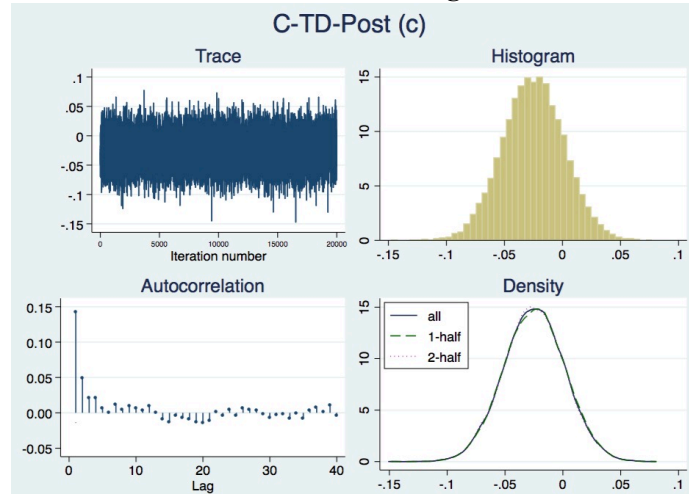 C-TD-Post (c)
Trace
.1
.05
0
-.05
-.1
-.15
0 5000 10000 15000 20000
Iteration number
Histogram
15
10
5
0
-.15 -.1 -.05 0 .05 .1
Autocorrelation
0.15
0.10
0.05
0.00
-0.05
0 10 20 30 40
Lag
Density
all
1-half
2-half
15
10
5
0
-.15 -.1 -.05 0 .05 .1